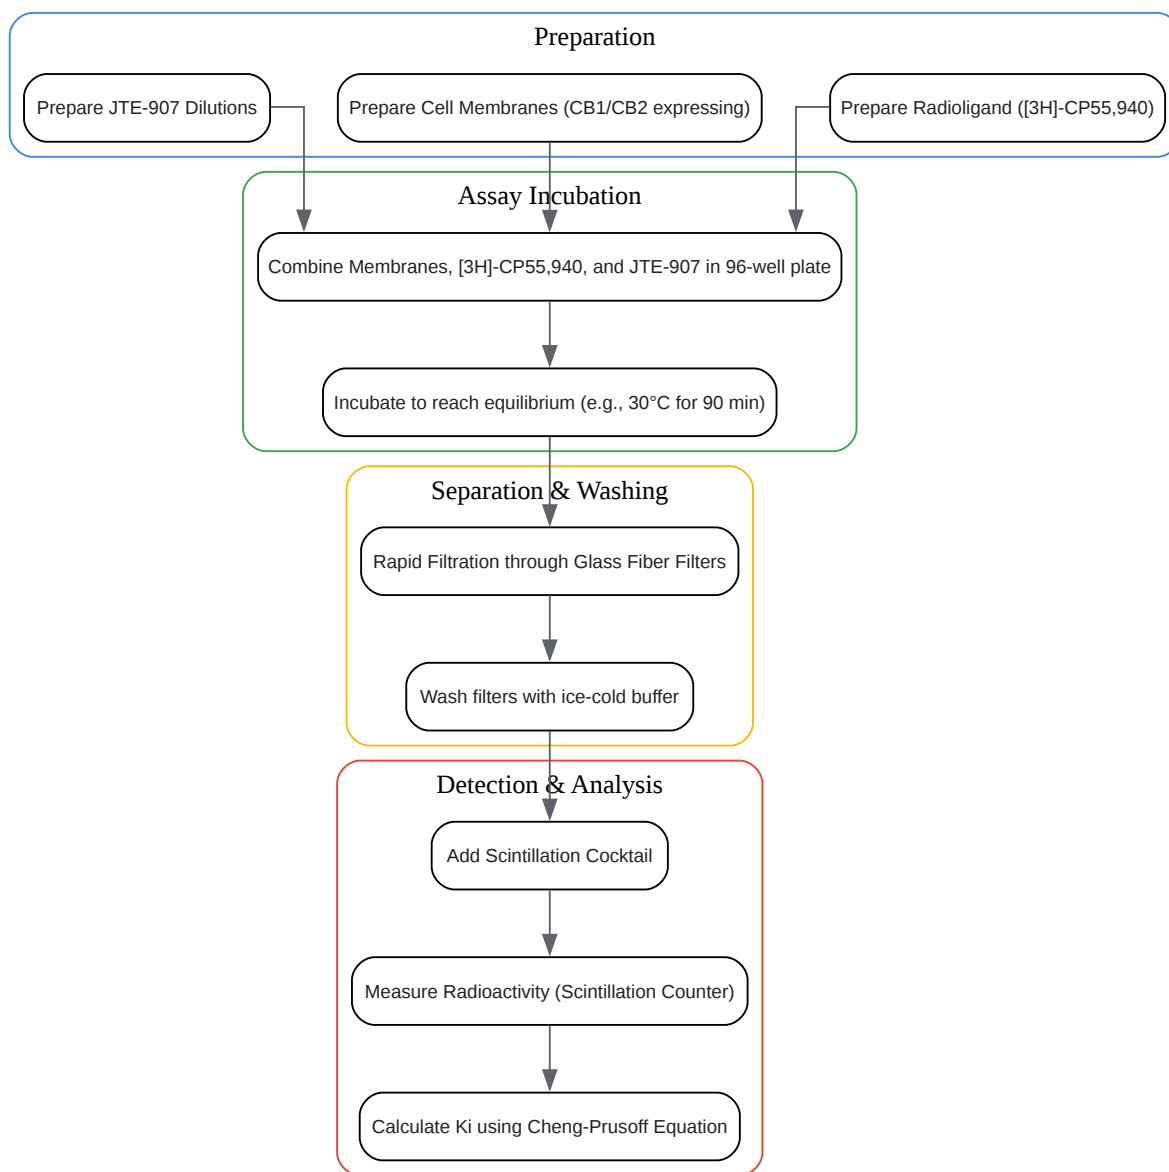 Preparation
Prepare JTE-907 Dilutions
Prepare Cell Membranes (CB1/CB2 expressing)
Prepare Radioligand ([3H]-CP55,940)
Assay Incubation
Combine Membranes, [3H]-CP55,940, and JTE-907 in 96-well plate
Incubate to reach equilibrium (e.g., 30°C for 90 min)
Separation & Washing
Rapid Filtration through Glass Fiber Filters
Wash filters with ice-cold buffer
Detection & Analysis
Add Scintillation Cocktail
Measure Radioactivity (Scintillation Counter)
Calculate Ki using Cheng-Prusoff Equation